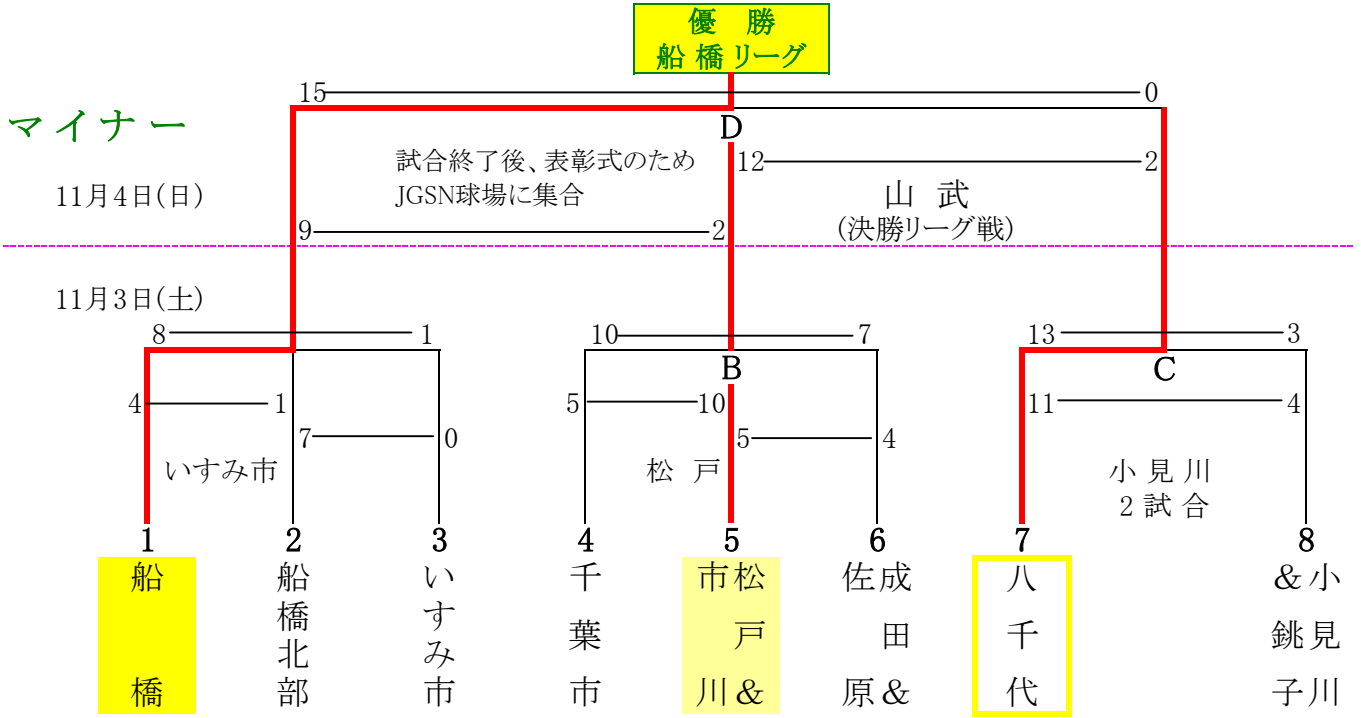 優　勝
船 橋 リーグ
15 0
マ イ ナ ー
D
試合終了後、表彰式のため
JGSN球場に集合
12 2
11月4日(日)
山　武
(決勝リーグ戦)
9 2
11月3日(土)
8 1
10 7
13 3
B
C
4 1
5 10
11 4
7 0
5 4
いすみ市
松　戸
小 見 川
2 試 合
1
船橋
2
船橋北部
3
いすみ市
4
千葉市
5
松戸&
市川
6
成田&
佐原
7
八千代
8
小見川
&銚子